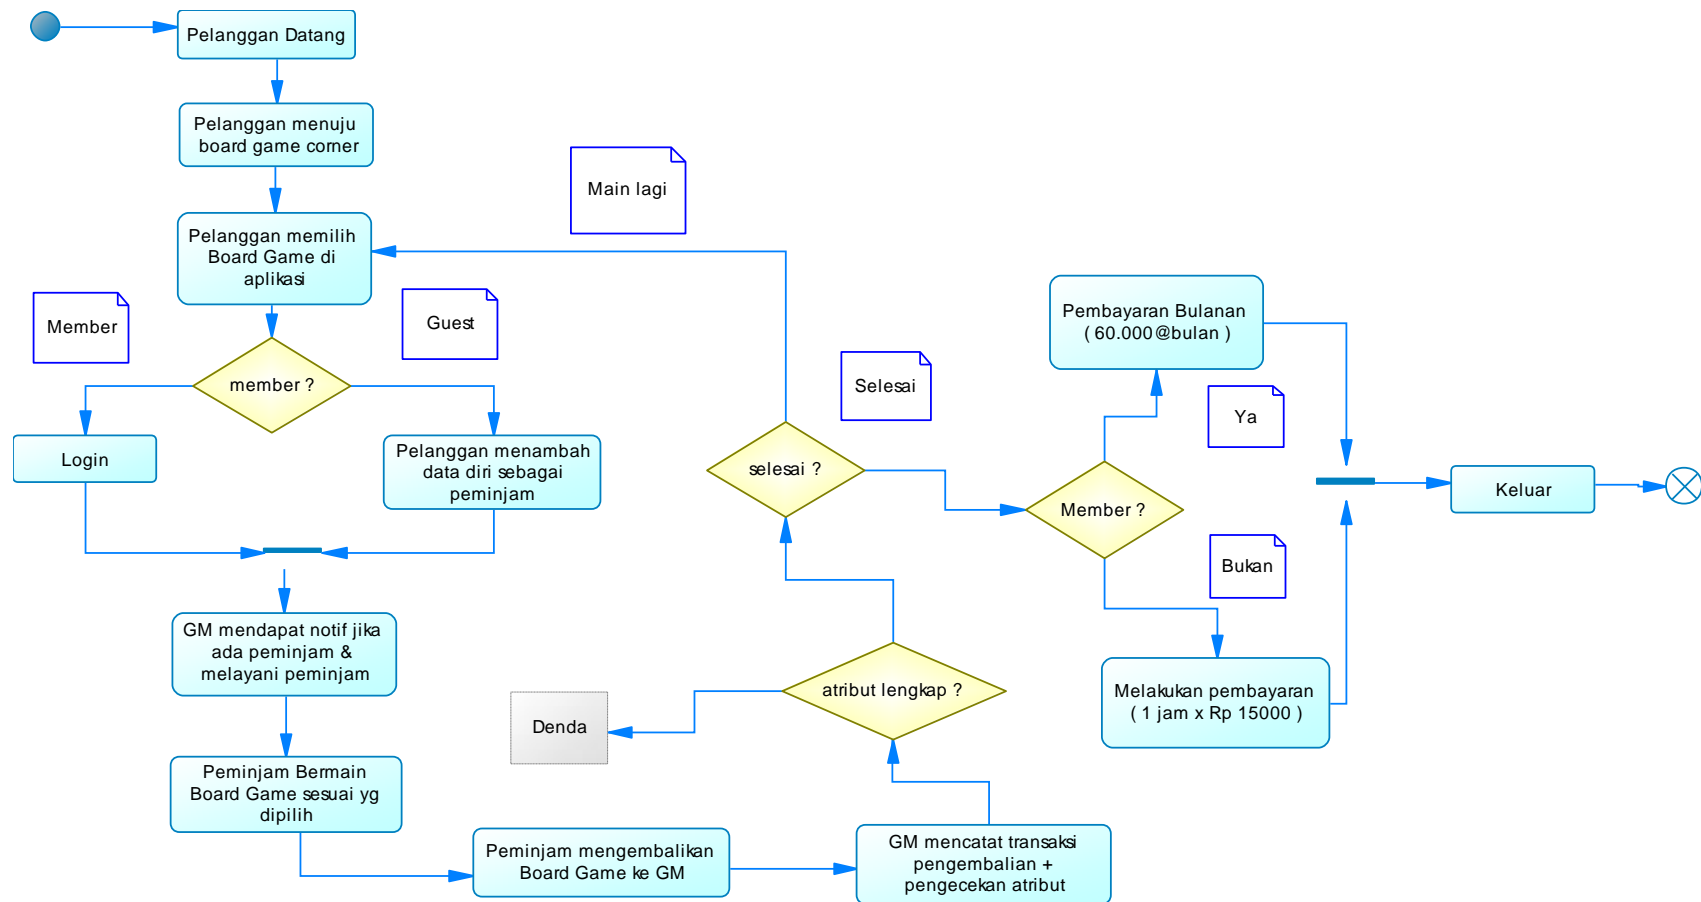 Pelanggan Datang
Pelanggan menuju
board game corner
Main lagi
Pelanggan memilih
Board Game di
aplikasi
Member
Guest
member ?
Login
Pelanggan menambah
data diri sebagai
peminjam
GM mendapat notif jika
ada peminjam &
melayani peminjam
Peminjam Bermain
Board Game sesuai yg
dipilih
Peminjam mengembalikan
Board Game ke GM
GM mencatat transaksi
pengembalian +
pengecekan atribut
atribut lengkap ?
Denda
selesai ?
Selesai
Member ?
Pembayaran Bulanan
( 60.000@bulan )
Ya
Bukan
Melakukan pembayaran
( 1 jam x Rp 15000 )
Keluar